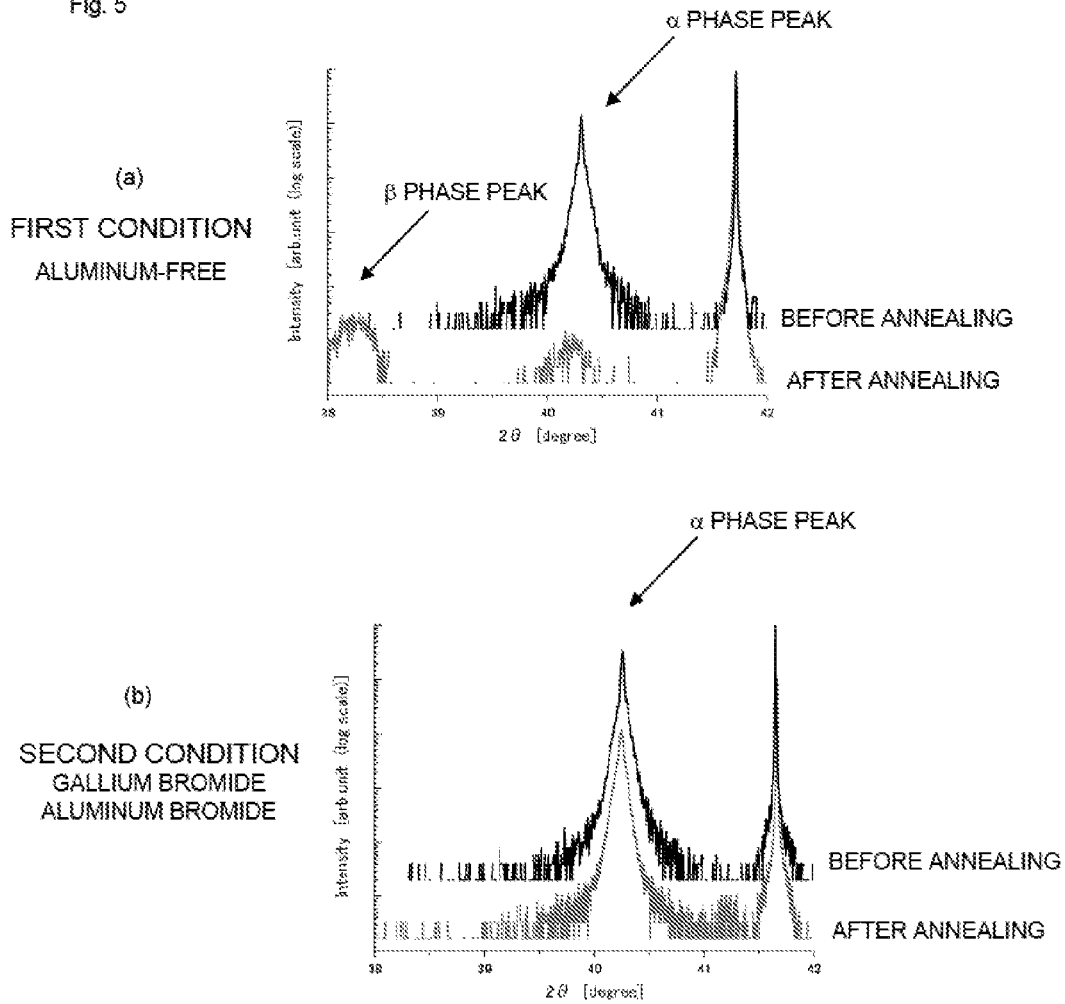 Fig. 5
α PHASE PEAK
(a)
FIRST CONDITION
ALUMINUM-FREE
β PHASE PEAK
Intensity [arb.unit (log scale)]
BEFORE ANNEALING
AFTER ANNEALING
38 39 40 41 42
2θ [degree]
α PHASE PEAK
(b)
SECOND CONDITION
GALLIUM BROMIDE
ALUMINUM BROMIDE
Intensity [arb.unit (log scale)]
BEFORE ANNEALING
AFTER ANNEALING
38 39 40 41 42
2θ [degree]